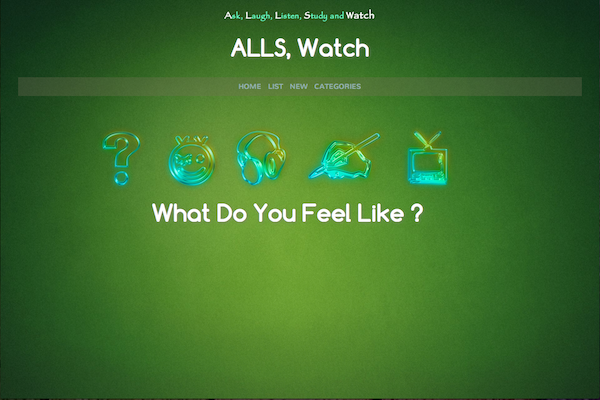 Ask, Laugh, Listen, Study and Watch
ALLS, Watch
HOME LIST NEW CATEGORIES
What Do You Feel Like ?